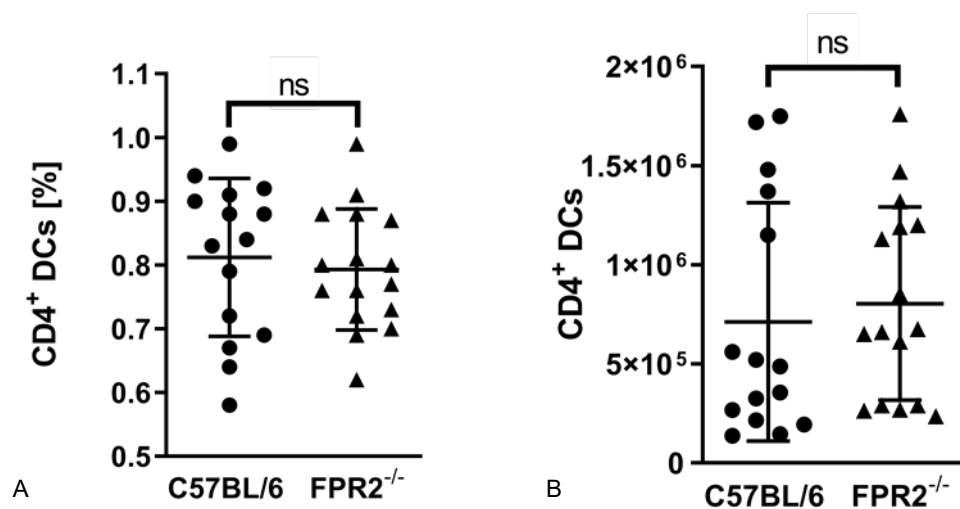 ns
1.1
1.0
0.9
0.8
0.7
0.6
0.5
CD4⁺ DCs [%]
C57BL/6 FPR2⁻/⁻
A
ns
2×10⁶
1.5×10⁶
1×10⁶
5×10⁵
0
CD4⁺ DCs
C57BL/6 FPR2⁻/⁻
B